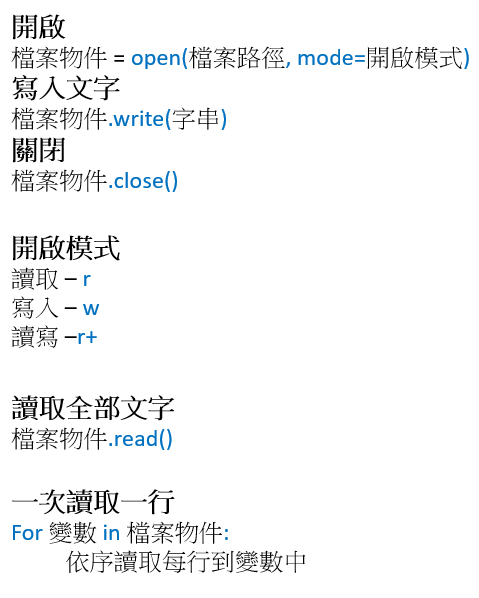 開啟
檔案物件 = open(檔案路徑, mode=開啟模式)
寫入文字
檔案物件.write(字串)
關閉
檔案物件.close()
開啟模式
讀取 – r
寫入 – w
讀寫 –r+
讀取全部文字
檔案物件.read()
一次讀取一行
For 變數 in 檔案物件:
依序讀取每行到變數中